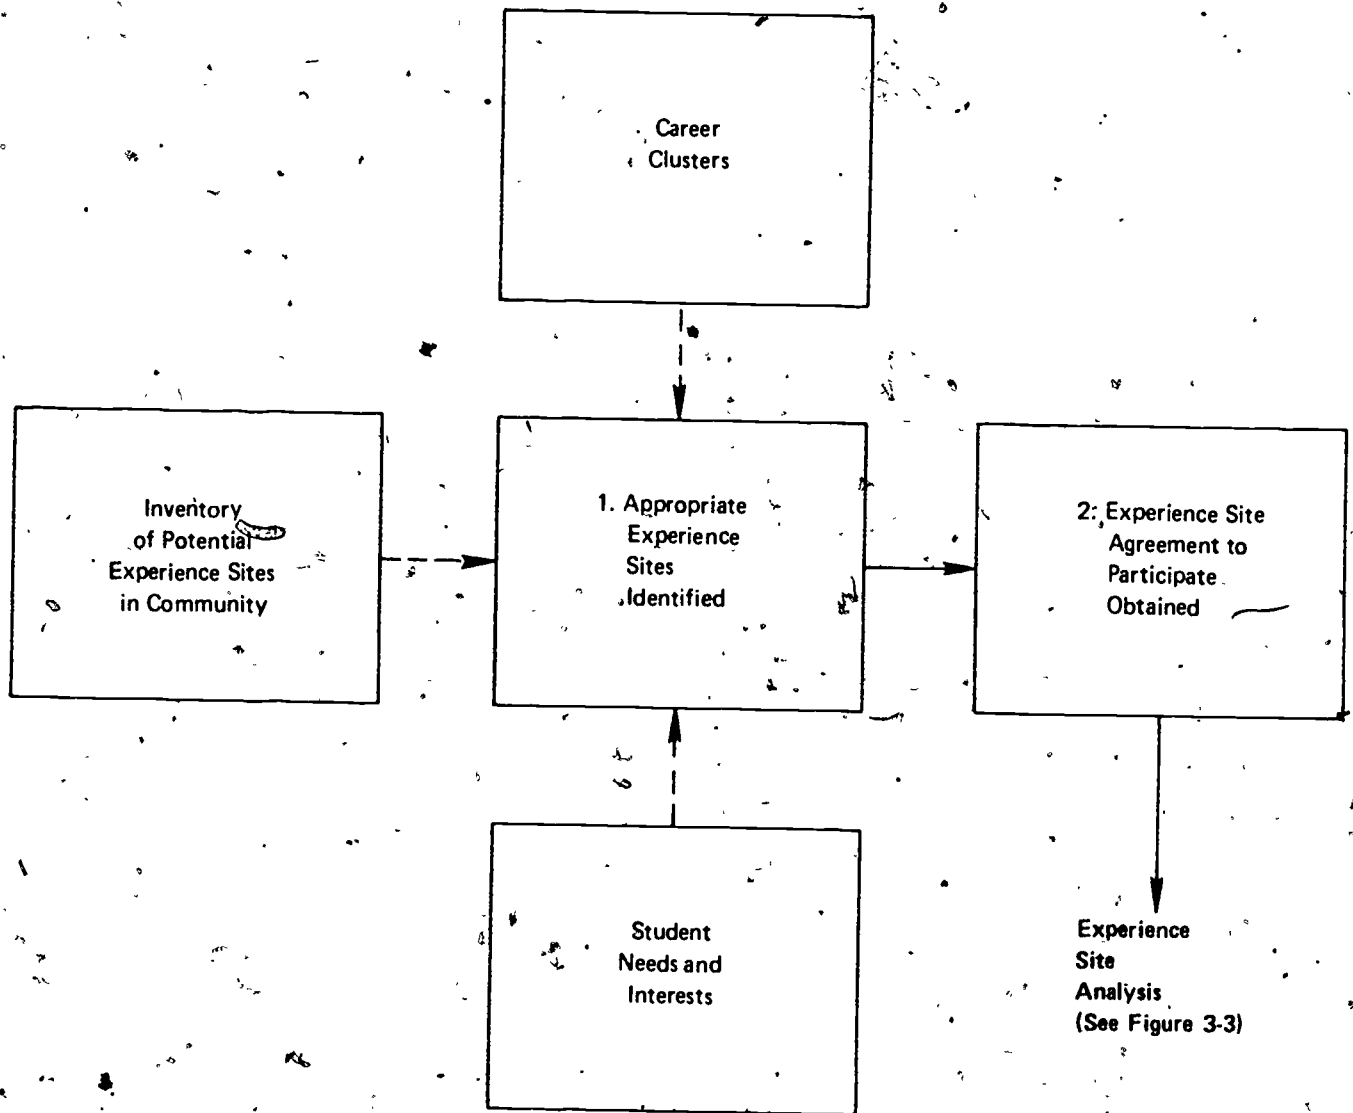 Career
Clusters
Inventory
of Potential
Experience Sites
in Community
1. Appropriate
Experience
Sites
Identified
2. Experience Site
Agreement to
Participate
Obtained
Student
Needs and
Interests
Experience
Site
Analysis
(See Figure 3-3)